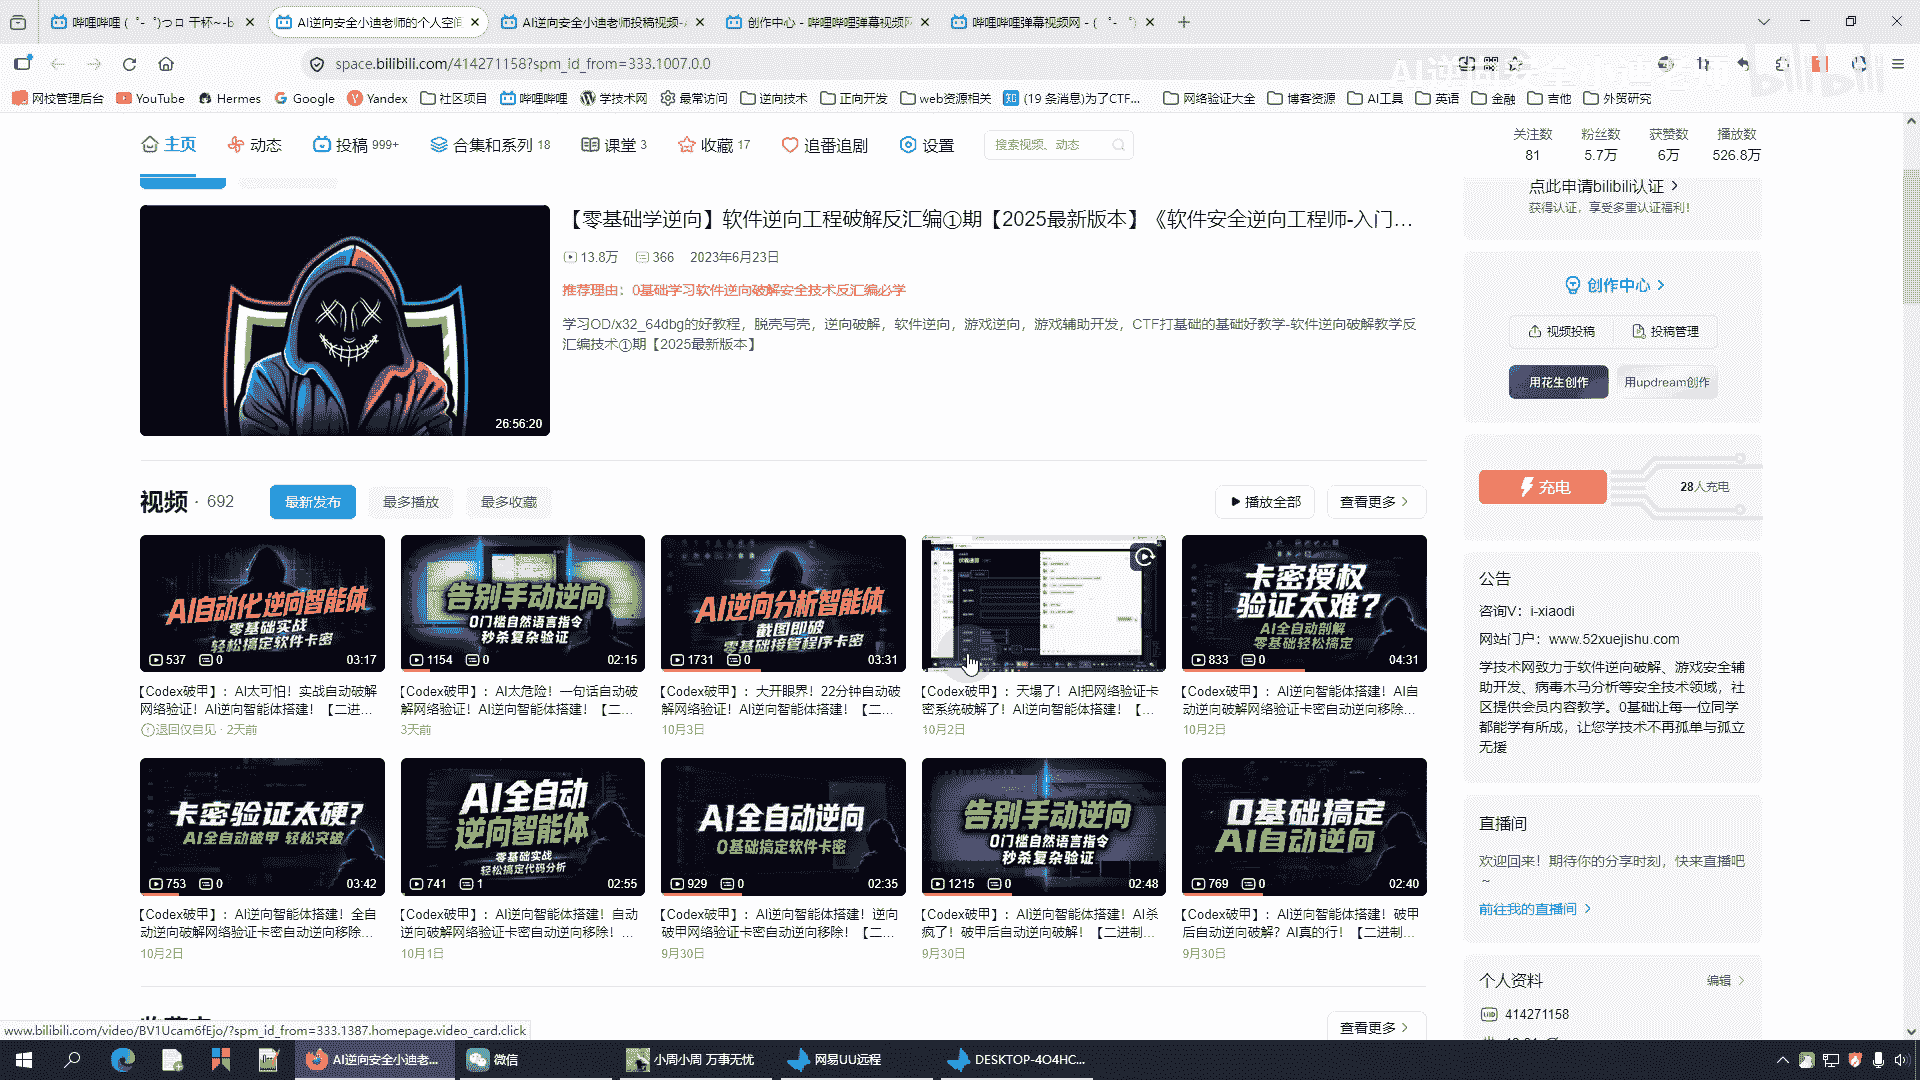 哔哩哔哩 (゜-゜)つロ 干杯~-b
AI逆向安全小迪老师的个人空间
AI逆向安全小迪老师投稿视频-
创作中心 - 哔哩哔哩弹幕视频网
哔哩哔哩弹幕视频网 - ( ゜- ゜)
space.bilibili.com/414271158?spm_id_from=333.1007.0.0
网校管理后台 YouTube Hermes Google Yandex 社区项目 哔哩哔哩 学技术网 最常访问 逆向技术 正向开发 web资源相关 (19 条消息)为了CTF... 网络验证大全 博客资源 AI工具 英语 金融 吉他 外贸研究
主页 动态 投稿 999+ 合集和系列 18 课堂 3 收藏 17 追番追剧 设置 搜索视频、动态
关注数 粉丝数 获赞数 播放数
81 5.7万 6万 526.8万
【零基础学逆向】软件逆向工程破解反汇编①期【2025最新版本】《软件安全逆向工程师-入门...
13.8万 366 2023年6月23日
推荐理由：0基础学习软件逆向破解安全技术反汇编必学
学习OD/x32_64dbg的好教程，脱壳写壳，逆向破解，软件逆向，游戏逆向，游戏辅助开发，CTF打基础的基础好教学-软件逆向破解教学反
汇编技术①期【2025最新版本】
26:56:20
视频 · 692 最新发布 最多播放 最多收藏 播放全部 查看更多
AI自动化逆向智能体
零基础实战
轻松搞定软件卡密
537 0 03:17
【Codex破甲】：AI太可怕！实战自动破解
网络验证！AI逆向智能体搭建！【二进...
退回仅自见 · 2天前
告别手动逆向
0门槛自然语言指令
秒杀复杂验证
1154 0 02:15
【Codex破甲】：AI太危险！一句话自动破
解网络验证！AI逆向智能体搭建！【二...
3天前
AI逆向分析智能体
截图即破
零基础接管程序卡密
1731 0 03:31
【Codex破甲】：大开眼界！22分钟自动破
解网络验证！AI逆向智能体搭建！【二...
10月3日
【Codex破甲】：天塌了！AI把网络验证卡
密系统破解了！AI逆向智能体搭建！【...
10月2日
卡密授权
验证太难？
AI全自动剖解
零基础轻松搞定
833 0 04:31
【Codex破甲】：AI逆向智能体搭建！AI自
动逆向破解网络验证卡密自动逆向移除...
10月2日
卡密验证太硬？
AI全自动破甲 轻松突破
753 0 03:42
【Codex破甲】：AI逆向智能体搭建！全自
动逆向破解网络验证卡密自动逆向移除...
10月2日
AI全自动
逆向智能体
零基础实战
轻松搞定代码分析
741 1 02:55
【Codex破甲】：AI逆向智能体搭建！自动
逆向破解网络验证卡密自动逆向移除！...
10月1日
AI全自动逆向
0基础搞定软件卡密
929 0 02:35
【Codex破甲】：AI逆向智能体搭建！逆向
破甲网络验证卡密自动逆向移除！【二...
9月30日
告别手动逆向
0门槛自然语言指令
秒杀复杂验证
1215 0 02:48
【Codex破甲】：AI逆向智能体搭建！AI杀
疯了！破甲后自动逆向破解！【二进制...
9月30日
0基础搞定
AI自动逆向
769 0 02:40
【Codex破甲】：AI逆向智能体搭建！破甲
后自动逆向破解？AI真的行！【二进制...
9月30日
查看更多
点此申请bilibili认证
获得认证，享受多重认证福利！
创作中心
视频投稿 投稿管理
用花生创作 用updream创作
充电 28人充电
公告
咨询V：i-xiaodi
网站门户：www.52xuejishu.com
学技术网致力于软件逆向破解、游戏安全辅
助开发、病毒木马分析等安全技术领域，社
区提供会员内容教学。0基础让每一位同学
都能学有所成，让您学技术不再孤单与孤立
无援
直播间
欢迎回来！期待你的分享时刻，快来直播吧
~
前往我的直播间
个人资料 编辑
UID 414271158
www.bilibili.com/video/BV1Ucam6fEjo/?spm_id_from=333.1387.homepage.video_card.click
AI逆向安全小迪老... 微信 小周小周 万事无忧 网易UU远程 DESKTOP-4O4HC...